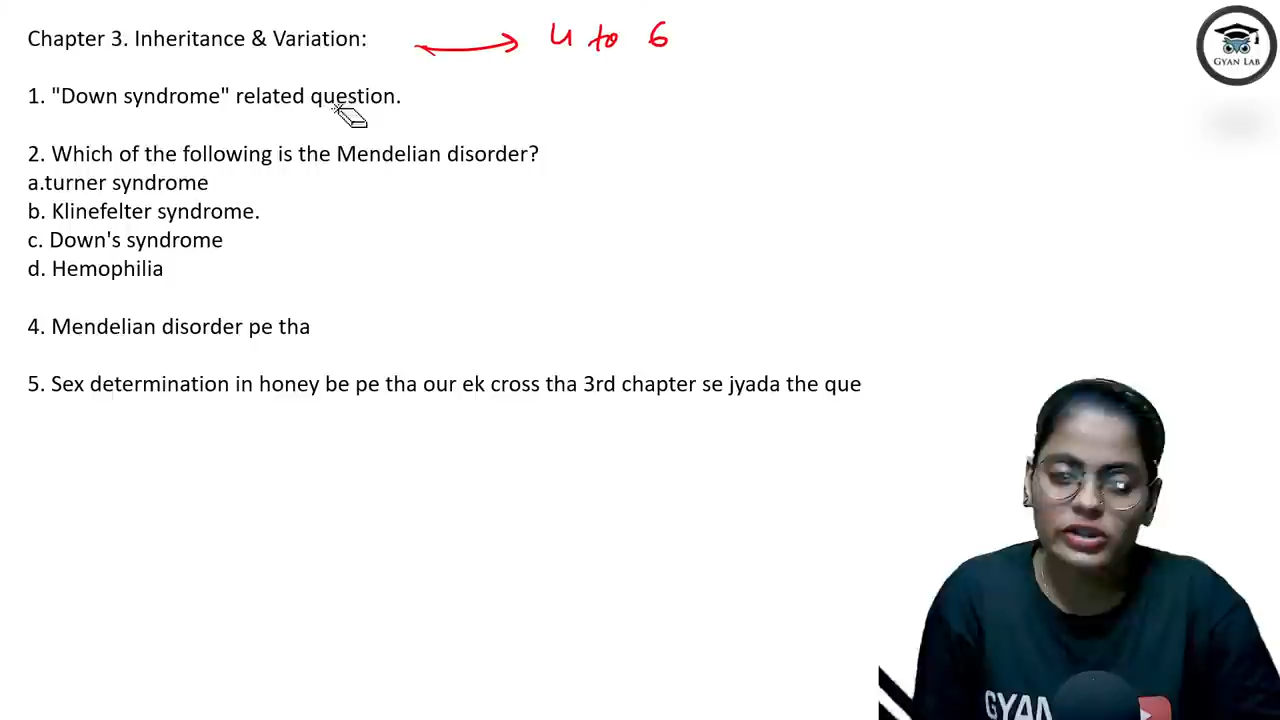 Chapter 3. Inheritance & Variation: 4 to 6
GYAN LAB
1. "Down syndrome" related question.
2. Which of the following is the Mendelian disorder?
a.turner syndrome
b. Klinefelter syndrome.
c. Down's syndrome
d. Hemophilia
4. Mendelian disorder pe tha
5. Sex determination in honey be pe tha our ek cross tha 3rd chapter se jyada the que
GYAN